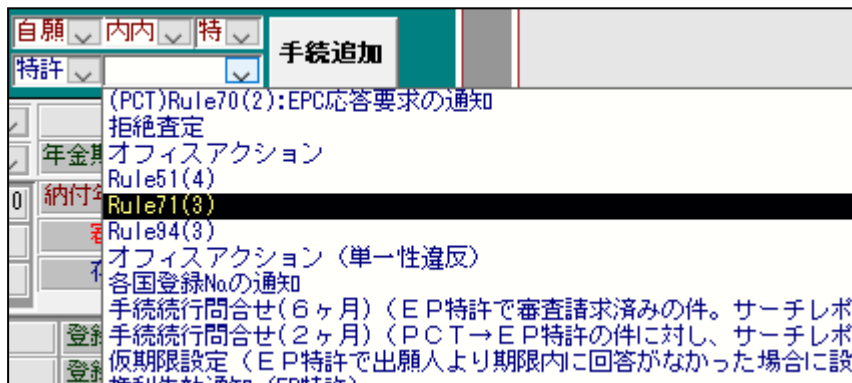 自願 内内 特
特許
手続追加
(PCT)Rule70(2):EPC応答要求の通知
拒絶査定
年金
オフィスアクション
Rule51(4)
0 納付
Rule71(3)
Rule94(3)
オフィスアクション（単一性違反）
各国登録№の通知
手続続行問合せ(６ヶ月)（ＥＰ特許で審査請求済みの件。サーチレポ
登録
手続続行問合せ(２ヶ月)（ＰＣＴ→ＥＰ特許の件に対し、サーチレポ
登録
仮期限設定（ＥＰ特許で出願人より期限内に回答がなかった場合に設